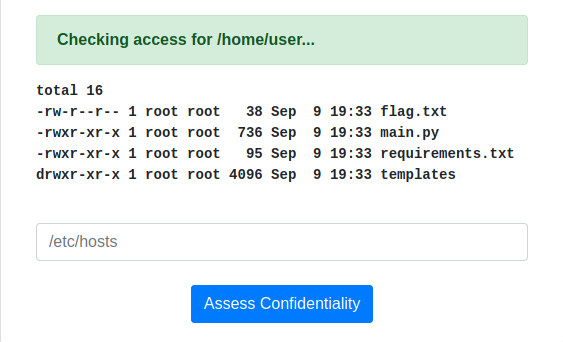 Checking access for /home/user...
total 16
-rw-r--r-- 1 root root   38 Sep  9 19:33 flag.txt
-rwxr-xr-x 1 root root  736 Sep  9 19:33 main.py
-rwxr-xr-x 1 root root   95 Sep  9 19:33 requirements.txt
drwxr-xr-x 1 root root 4096 Sep  9 19:33 templates
/etc/hosts
Assess Confidentiality